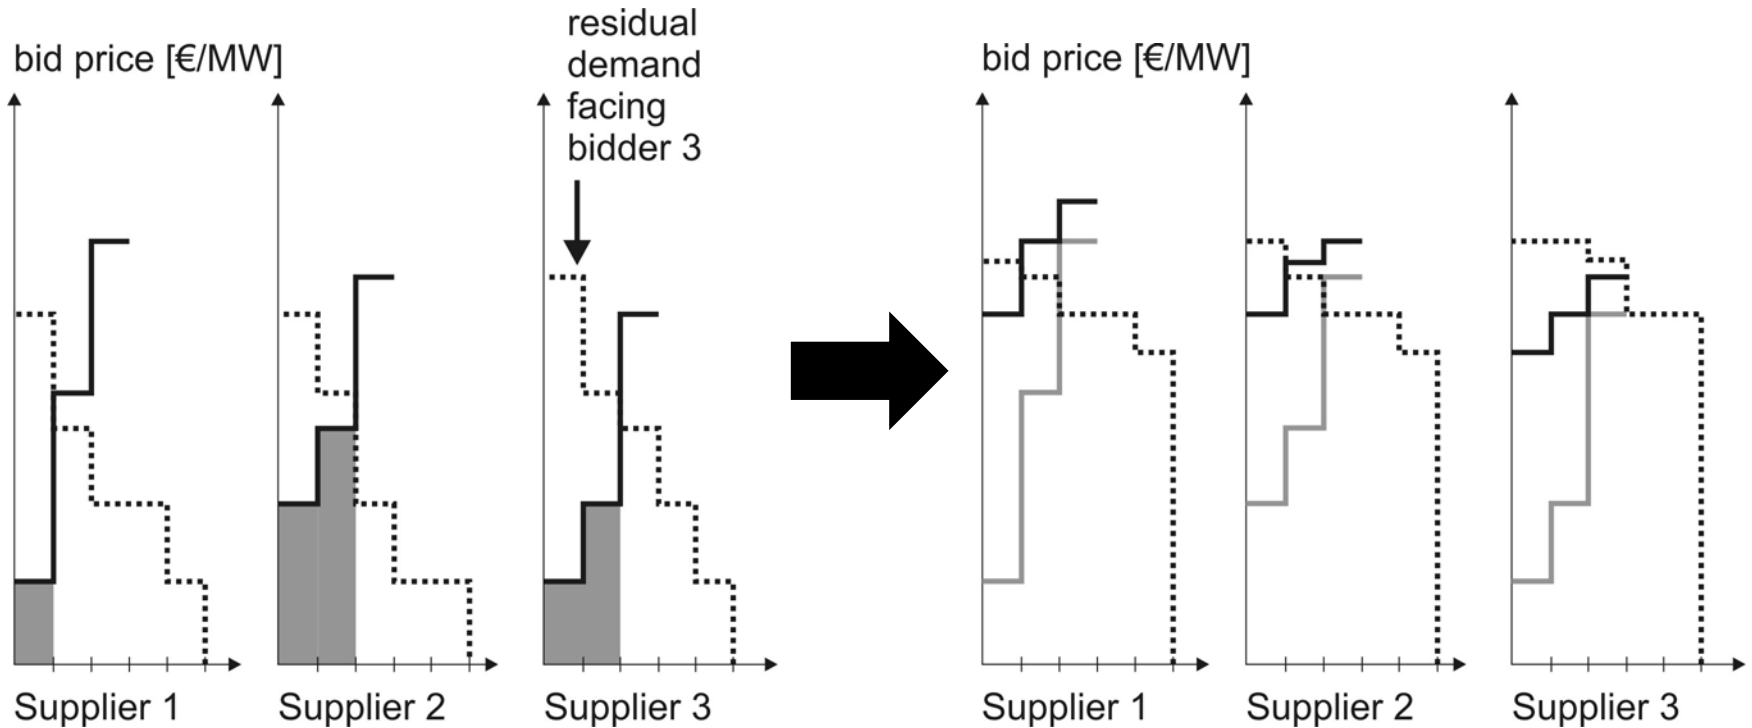 bid price [€/MW]
residual
demand
facing
bidder 3
Supplier 1
Supplier 2
Supplier 3
bid price [€/MW]
Supplier 1
Supplier 2
Supplier 3